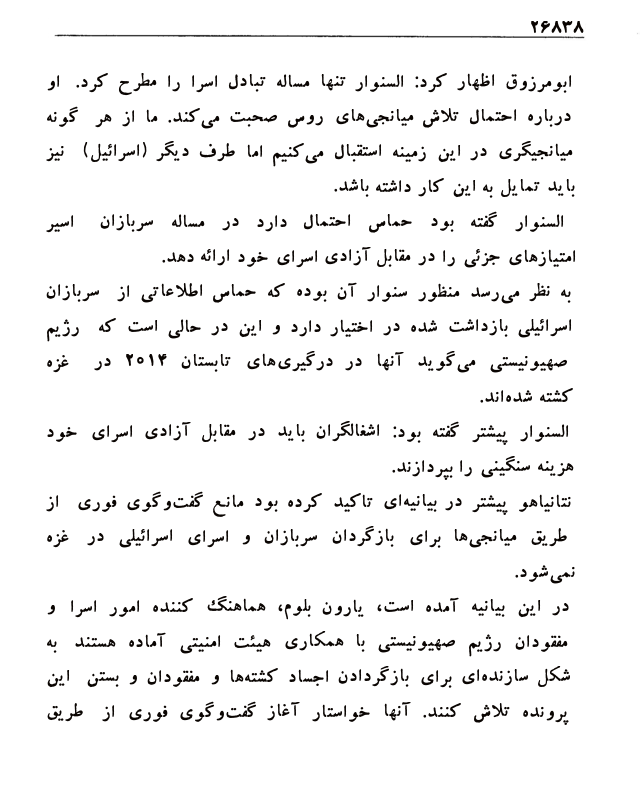 ۲۶۸۳۸
ابومرزوق اظهار کرد: السنوار تنها مساله تبادل اسرا را مطرح کرد. او
درباره احتمال تلاش میانجی‌های روس صحبت می‌کند. ما از هر گونه
میانجیگری در این زمینه استقبال می‌کنیم اما طرف دیگر (اسرائیل) نیز
باید تمایل به این کار داشته باشد.
السنوار گفته بود حماس احتمال دارد در مساله سربازان اسیر
امتیازهای جزئی را در مقابل آزادی اسرای خود ارائه دهد.
به نظر می‌رسد منظور سنوار آن بوده که حماس اطلاعاتی از سربازان
اسرائیلی بازداشت شده در اختیار دارد و این در حالی است که رژیم
صهیونیستی می‌گوید آنها در درگیری‌های تابستان ۲۰۱۴ در غزه
کشته شده‌اند.
السنوار پیشتر گفته بود: اشغالگران باید در مقابل آزادی اسرای خود
هزینه سنگینی را بپردازند.
نتانیاهو پیشتر در بیانیه‌ای تاکید کرده بود مانع گفت‌وگوی فوری از
طریق میانجی‌ها برای بازگردان سربازان و اسرای اسرائیلی در غزه
نمی‌شود.
در این بیانیه آمده است، یارون بلوم، هماهنگ کننده امور اسرا و
مفقودان رژیم صهیونیستی با همکاری هیئت امنیتی آماده هستند به
شکل سازنده‌ای برای بازگردادن اجساد کشته‌ها و مفقودان و بستن این
پرونده تلاش کنند. آنها خواستار آغاز گفت‌وگوی فوری از طریق